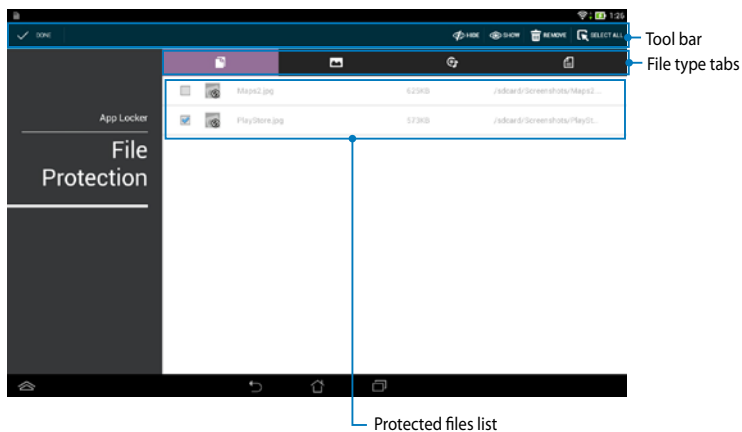 1:26
DONE
HIDE SHOW REMOVE SELECT ALL
Tool bar
File type tabs
Maps2.jpg 623KB /sdcard/Screenshots/Maps2...
App Locker
PlayStore.jpg 573KB /sdcard/Screenshots/PlaySt...
File
Protection
Protected files list